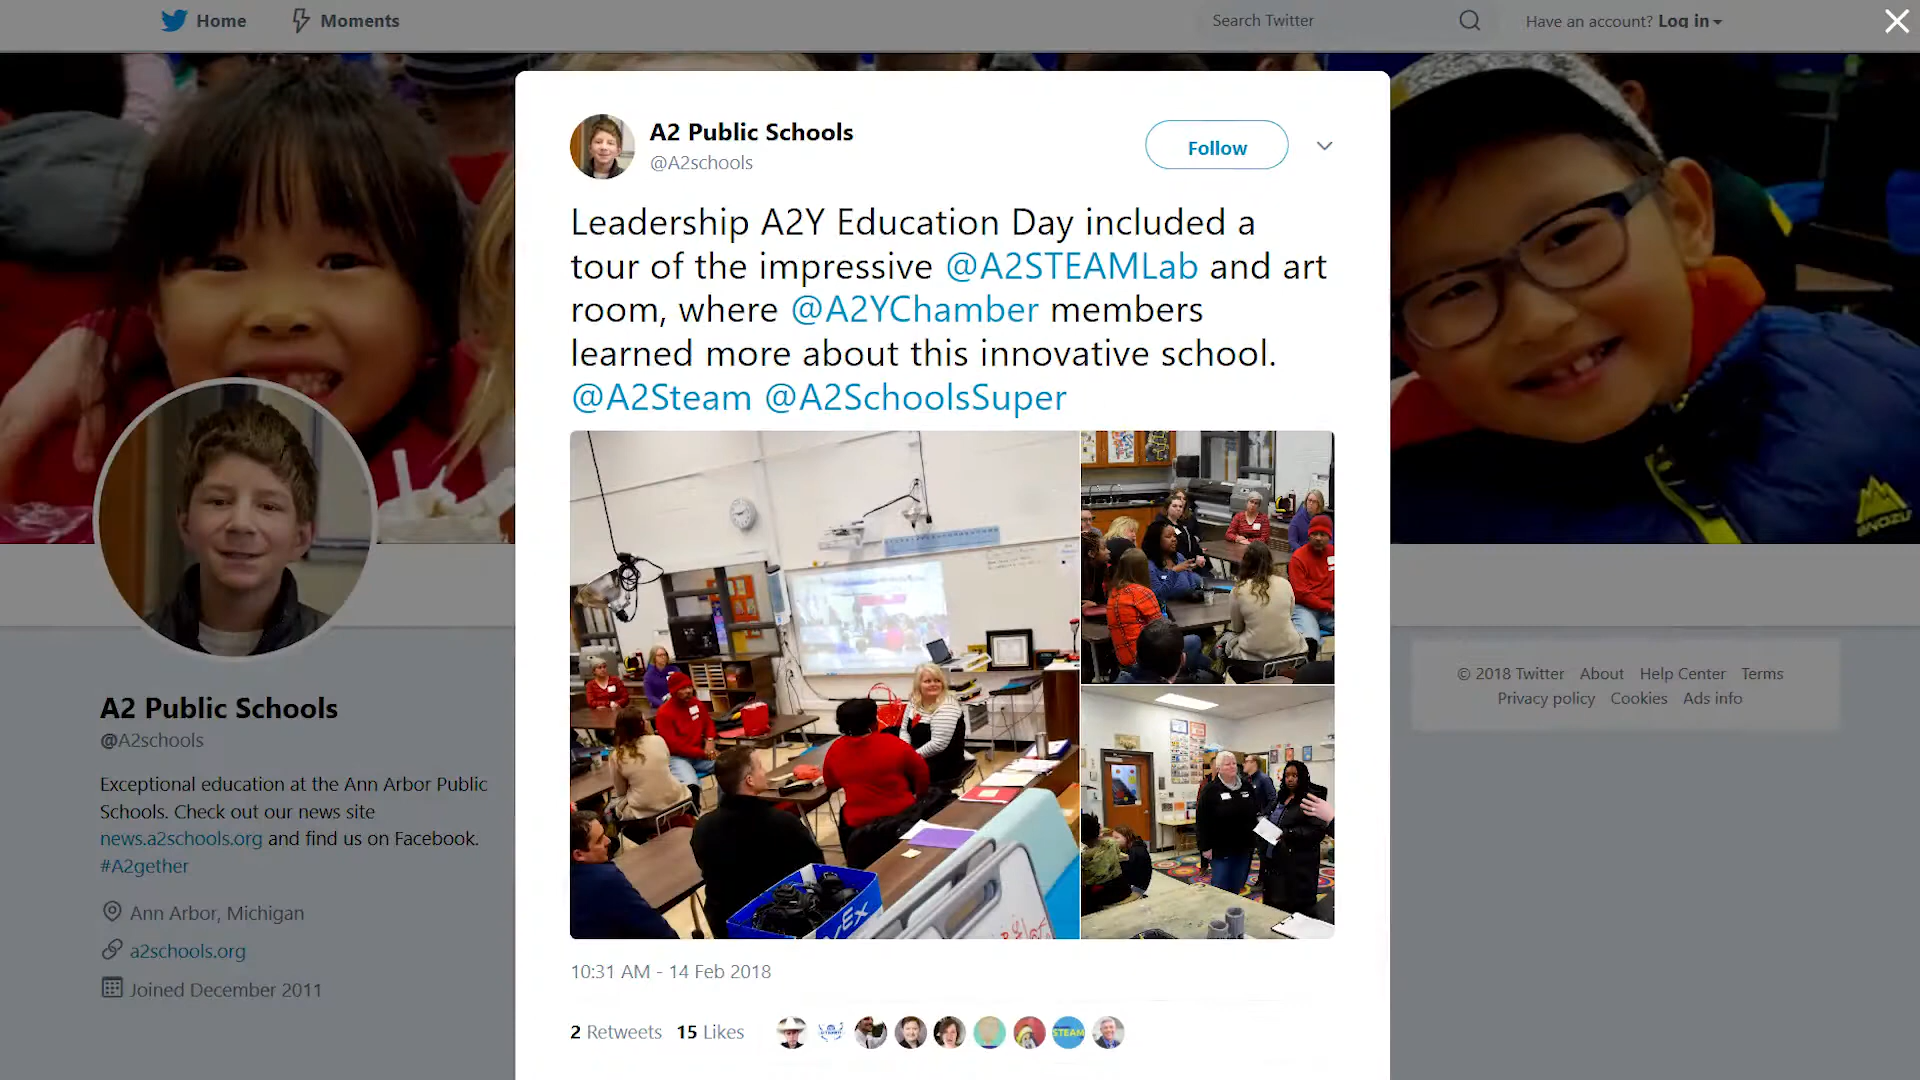 Home
Moments
Search Twitter
Have an account? Log in
A2 Public Schools
@A2schools
Follow
Leadership A2Y Education Day included a
tour of the impressive @A2STEAMLab and art
room, where @A2YChamber members
learned more about this innovative school.
@A2Steam @A2SchoolsSuper
10:31 AM - 14 Feb 2018
2 Retweets 15 Likes
STEAM
A2 Public Schools
@A2schools
Exceptional education at the Ann Arbor Public
Schools. Check out our news site
news.a2schools.org and find us on Facebook.
#A2gether
Ann Arbor, Michigan
a2schools.org
Joined December 2011
© 2018 Twitter About Help Center Terms
Privacy policy Cookies Ads info